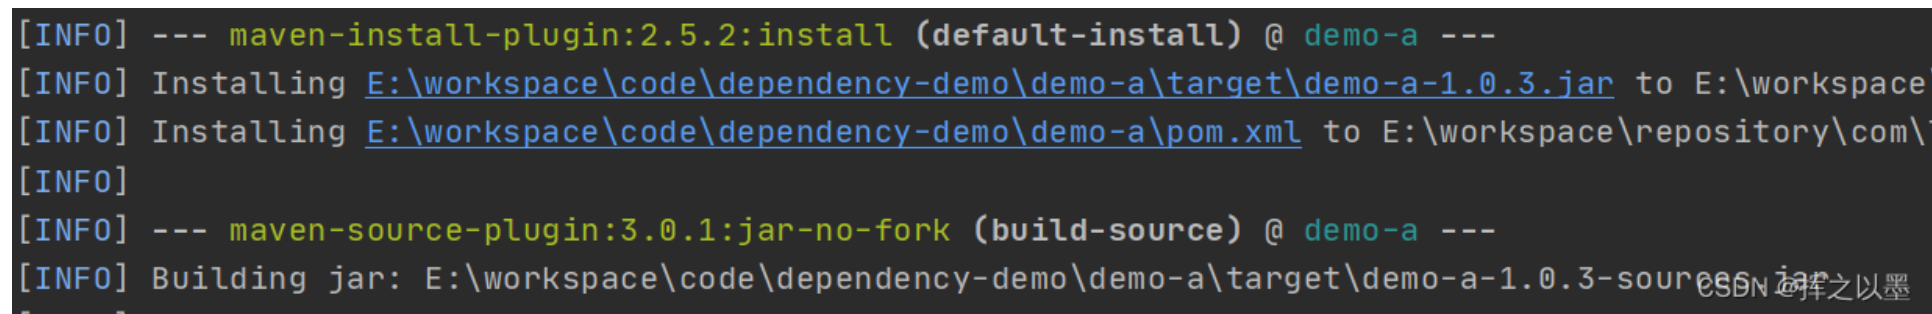 [INFO] --- maven-install-plugin:2.5.2:install (default-install) @ demo-a ---
[INFO] Installing E:\workspace\code\dependency-demo\demo-a\target\demo-a-1.0.3.jar to E:\workspace
[INFO] Installing E:\workspace\code\dependency-demo\demo-a\pom.xml to E:\workspace\repository\com\
[INFO]
[INFO] --- maven-source-plugin:3.0.1:jar-no-fork (build-source) @ demo-a ---
[INFO] Building jar: E:\workspace\code\dependency-demo\demo-a\target\demo-a-1.0.3-sources.jar
CSDN @挥之以墨